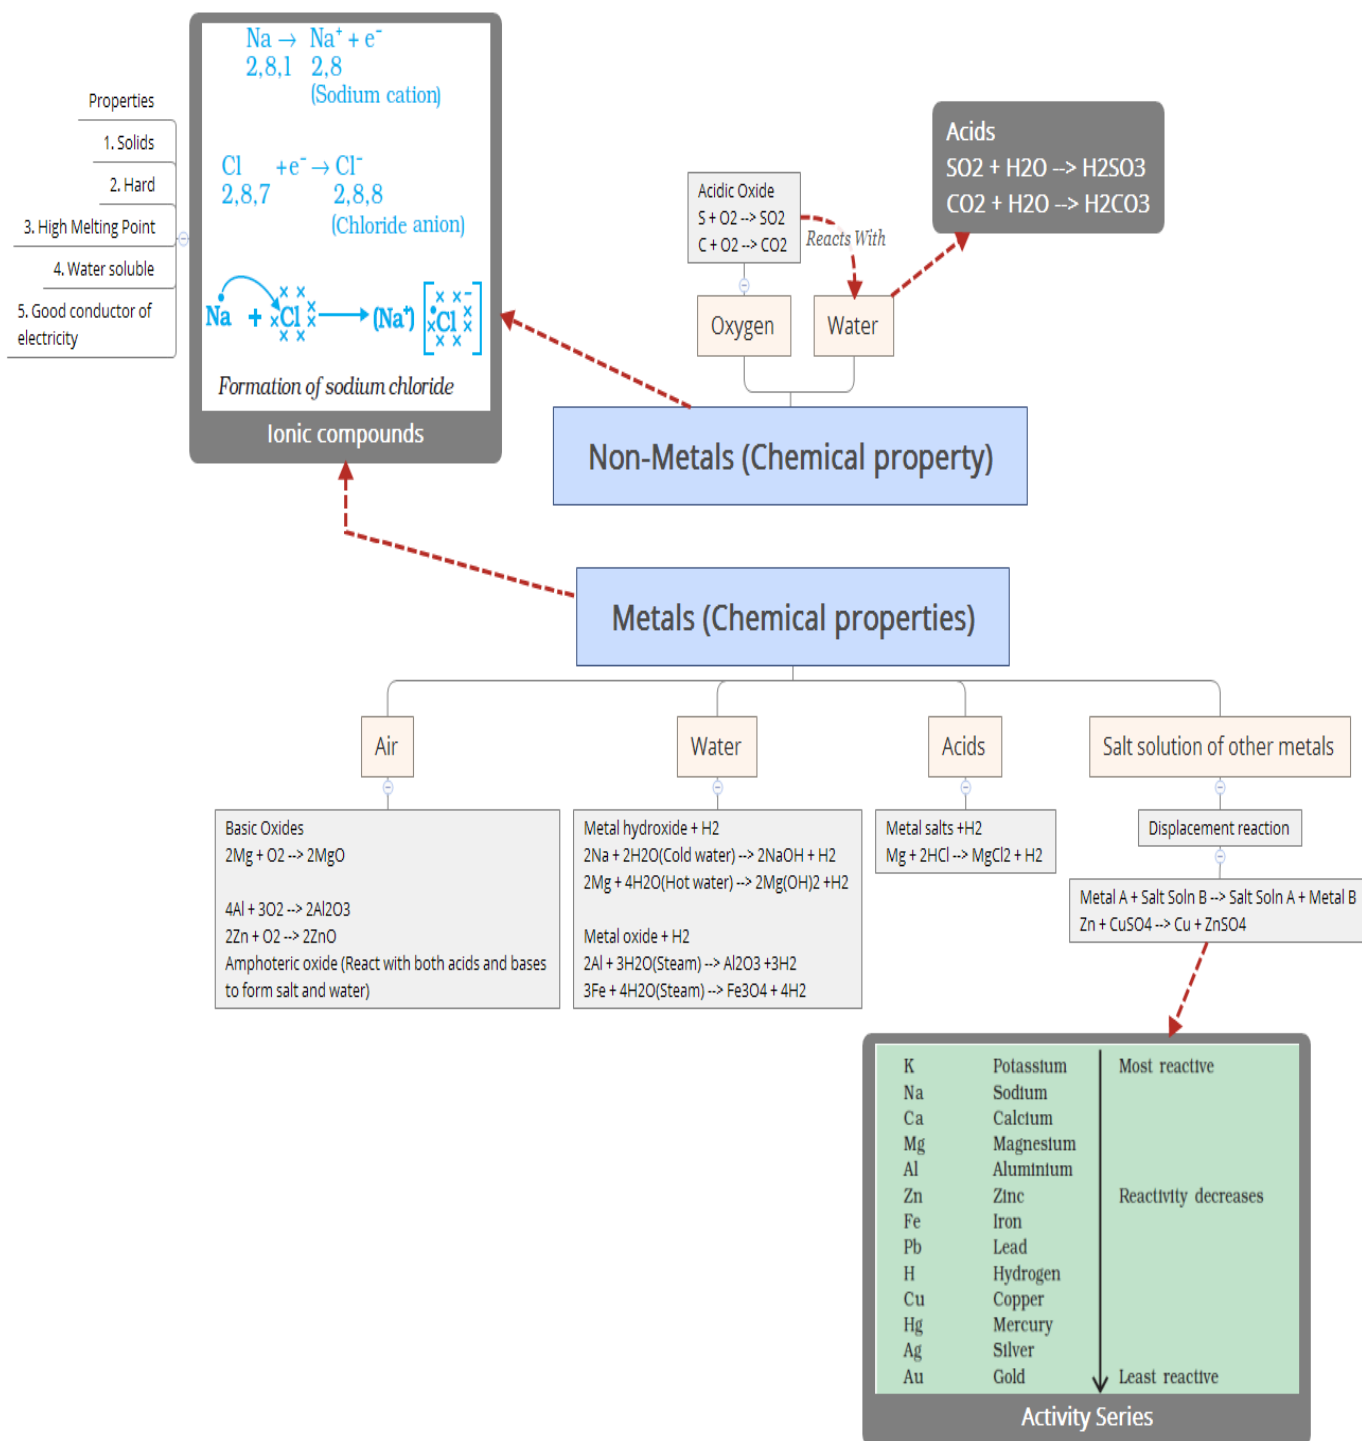 Na → Na⁺ + e⁻
2,8,1 2,8
(Sodium cation)
Cl +e⁻ → Cl⁻
2,8,7 2,8,8
(Chloride anion)
Na + Cl → (Na⁺) [Cl]⁻
Formation of sodium chloride
Ionic compounds
Properties
1. Solids
2. Hard
3. High Melting Point
4. Water soluble
5. Good conductor of
electricity
Acidic Oxide
S + O2 --> SO2
C + O2 --> CO2
Reacts With
Acids
SO2 + H2O --> H2SO3
CO2 + H2O --> H2CO3
Oxygen
Water
Non-Metals (Chemical property)
Metals (Chemical properties)
Air
Basic Oxides
2Mg + O2 --> 2MgO
4Al + 3O2 --> 2Al2O3
2Zn + O2 --> 2ZnO
Amphoteric oxide (React with both acids and bases
to form salt and water)
Water
Metal hydroxide + H2
2Na + 2H2O(Cold water) --> 2NaOH + H2
2Mg + 4H2O(Hot water) --> 2Mg(OH)2 +H2
Metal oxide + H2
2Al + 3H2O(Steam) --> Al2O3 +3H2
3Fe + 4H2O(Steam) --> Fe3O4 + 4H2
Acids
Metal salts +H2
Mg + 2HCl --> MgCl2 + H2
Salt solution of other metals
Displacement reaction
Metal A + Salt Soln B --> Salt Soln A + Metal B
Zn + CuSO4 --> Cu + ZnSO4
K Potassium Most reactive
Na Sodium
Ca Calcium
Mg Magnesium
Al Aluminium
Zn Zinc Reactivity decreases
Fe Iron
Pb Lead
H Hydrogen
Cu Copper
Hg Mercury
Ag Silver
Au Gold Least reactive
Activity Series